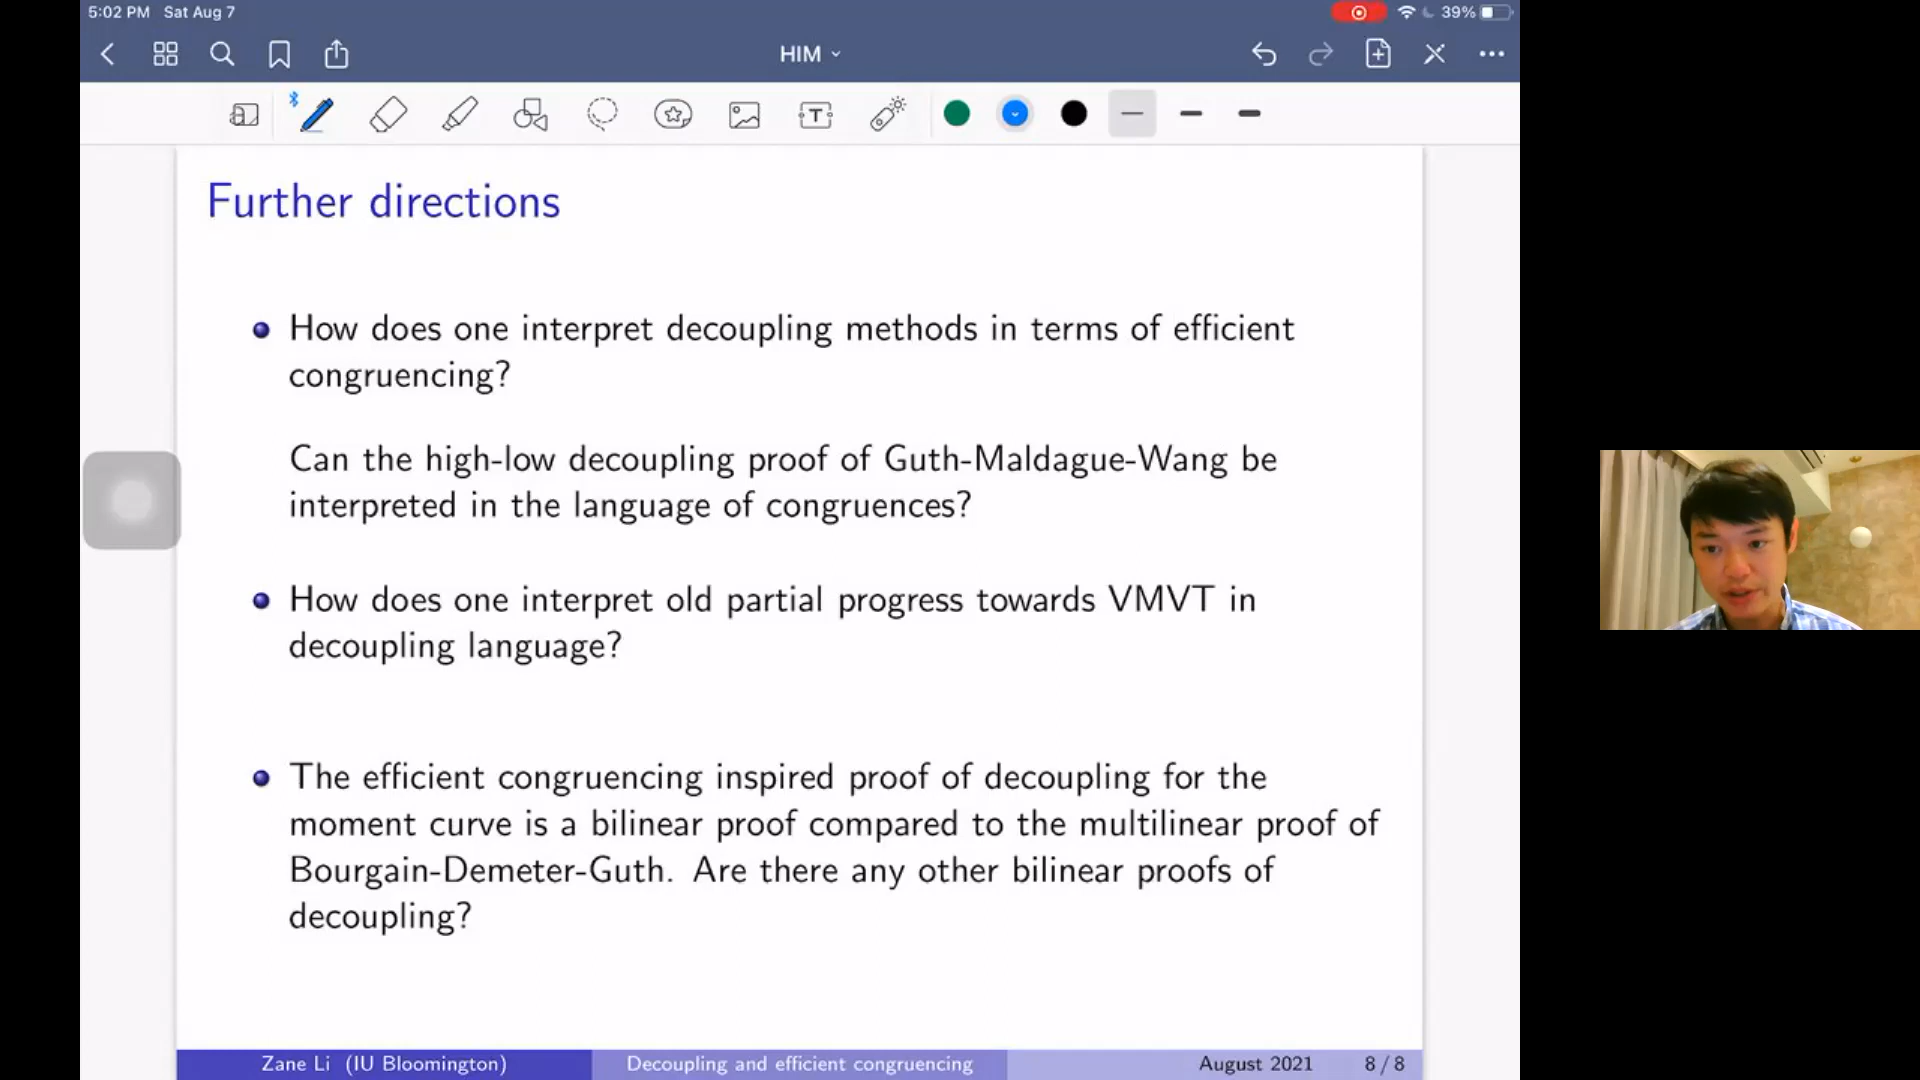 5:02 PM Sat Aug 7
39%
HIM
T
Further directions
How does one interpret decoupling methods in terms of efficient
congruencing?
Can the high-low decoupling proof of Guth-Maldague-Wang be
interpreted in the language of congruences?
How does one interpret old partial progress towards VMVT in
decoupling language?
The efficient congruencing inspired proof of decoupling for the
moment curve is a bilinear proof compared to the multilinear proof of
Bourgain-Demeter-Guth. Are there any other bilinear proofs of
decoupling?
Zane Li (IU Bloomington) Decoupling and efficient congruencing August 2021 8 / 8